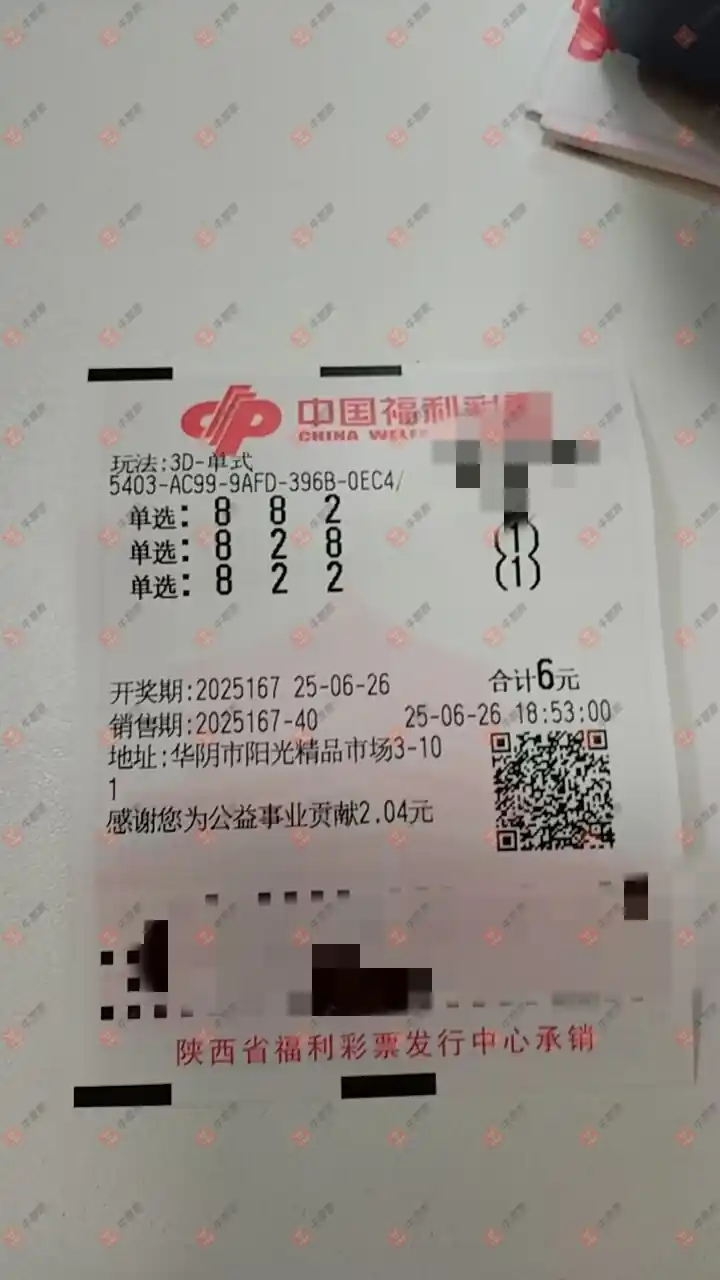 中国福利彩
CHINA WELF
玩法:3D-单式
5403-AC99-9AFD-396B-0EC4/
单选: 8 8 2
单选: 8 2 8 (1)
单选: 8 2 2 (1)
开奖期:2025167 25-06-26 合计6元
销售期:2025167-40 25-06-26 18:53:00
地址:华阴市阳光精品市场3-10
1
感谢您为公益事业贡献2.04元
陕西省福利彩票发行中心承销